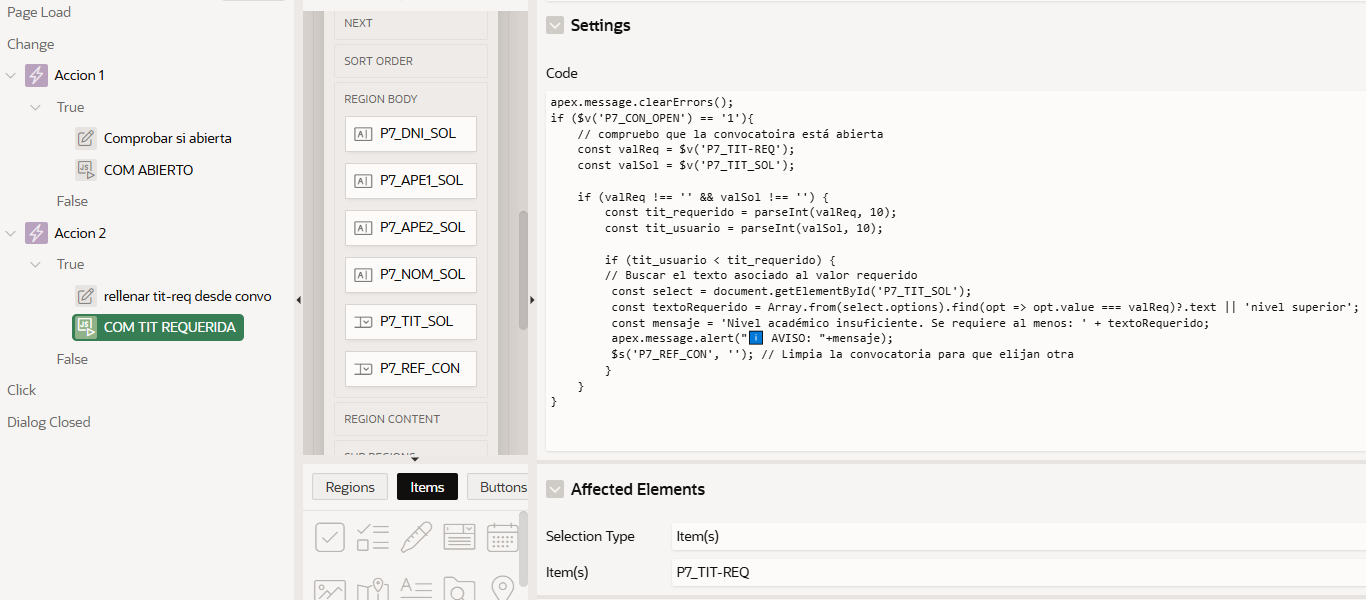 Page Load
Change
Accion 1
True
Comprobar si abierta
COM ABIERTO
False
Accion 2
True
rellenar tit-req desde convo
COM TIT REQUERIDA
False
Click
Dialog Closed
NEXT
SORT ORDER
REGION BODY
P7_DNI_SOL
P7_APE1_SOL
P7_APE2_SOL
P7_NOM_SOL
P7_TIT_SOL
P7_REF_CON
REGION CONTENT
SUB REGIONS
Regions
Items
Buttons
Settings
Code
apex.message.clearErrors();
if ($v('P7_CON_OPEN') == '1'){
    // compruebo que la convocatoira está abierta
    const valReq = $v('P7_TIT-REQ');
    const valSol = $v('P7_TIT_SOL');
    if (valReq !== '' && valSol !== '') {
        const tit_requerido = parseInt(valReq, 10);
        const tit_usuario = parseInt(valSol, 10);
        if (tit_usuario < tit_requerido) {
        // Buscar el texto asociado al valor requerido
         const select = document.getElementById('P7_TIT_SOL');
         const textoRequerido = Array.from(select.options).find(opt => opt.value === valReq)?.text || 'nivel superior';
         const mensaje = 'Nivel académico insuficiente. Se requiere al menos: ' + textoRequerido;
         apex.message.alert("ℹ️ AVISO: "+mensaje);
         $s('P7_REF_CON', ''); // Limpia la convocatoria para que elijan otra
        }
    }
}
Affected Elements
Selection Type
Item(s)
Item(s)
P7_TIT-REQ